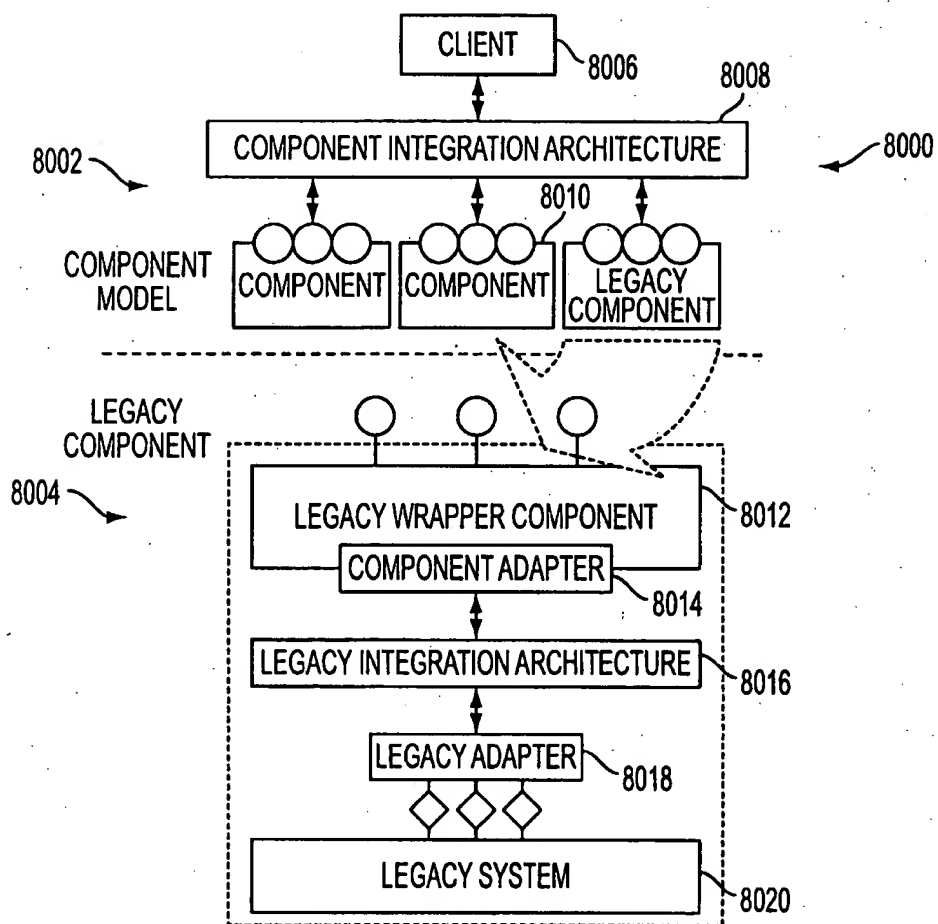 CLIENT
8006
8008
COMPONENT INTEGRATION ARCHITECTURE
8000
8002
8010
COMPONENT
MODEL
COMPONENT
COMPONENT
LEGACY
COMPONENT
LEGACY
COMPONENT
8004
LEGACY WRAPPER COMPONENT
8012
COMPONENT ADAPTER
8014
LEGACY INTEGRATION ARCHITECTURE
8016
LEGACY ADAPTER
8018
LEGACY SYSTEM
8020